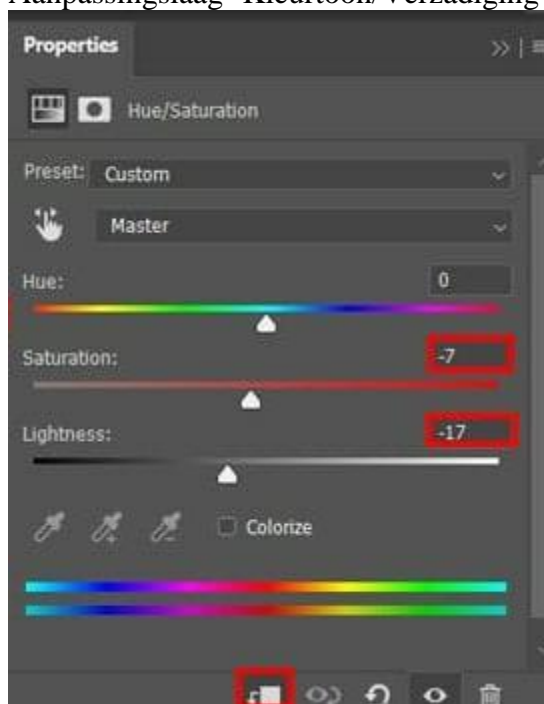 Aanpassingslaag "Kleurtoon/Verzadiging"
Properties
Hue/Saturation
Preset: Custom
Master
Hue: 0
Saturation: -7
Lightness: -17
Colorize